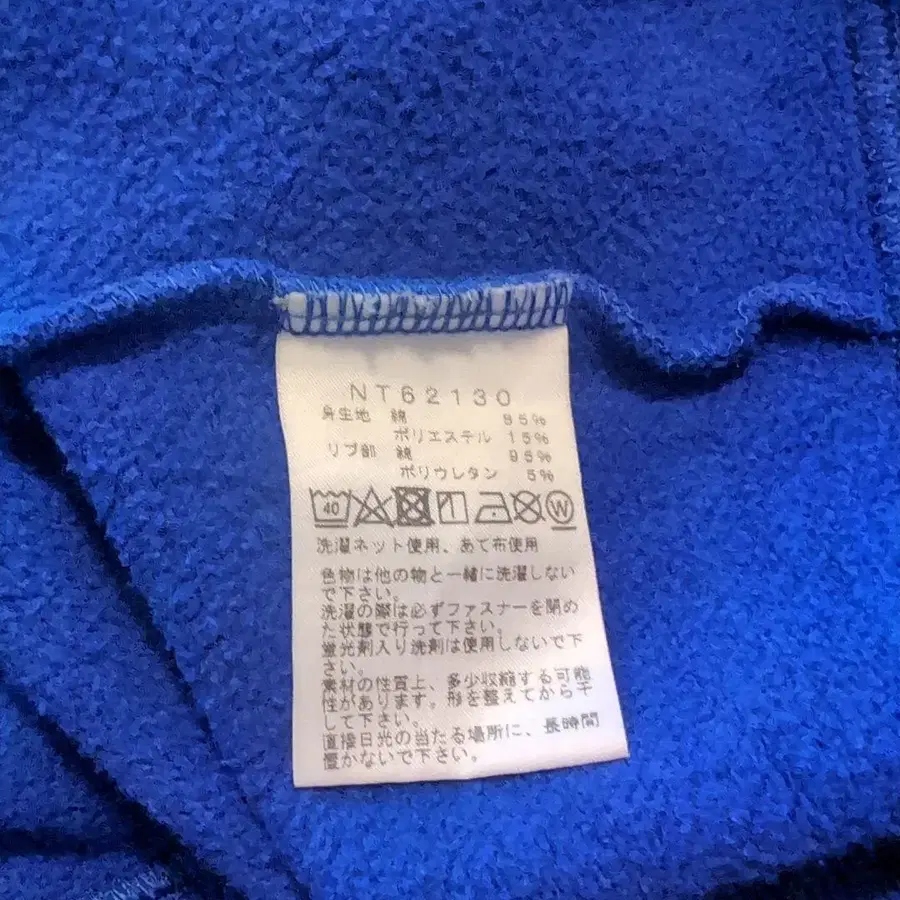 NT62130
身生地 綿 85%
ポリエステル 15%
リブ部 綿 95%
ポリウレタン 5%
40 W
洗濯ネット使用、あて布使用
色物は他の物と一緒に洗濯しない
で下さい。
洗濯の際は必ずファスナーを閉め
た状態で行って下さい。
蛍光剤入り洗剤は使用しないで下
さい。
素材の性質上、多少収縮する可能
性があります。形を整えてから干
して下さい。
直接日光の当たる場所に、長時間
置かないで下さい。